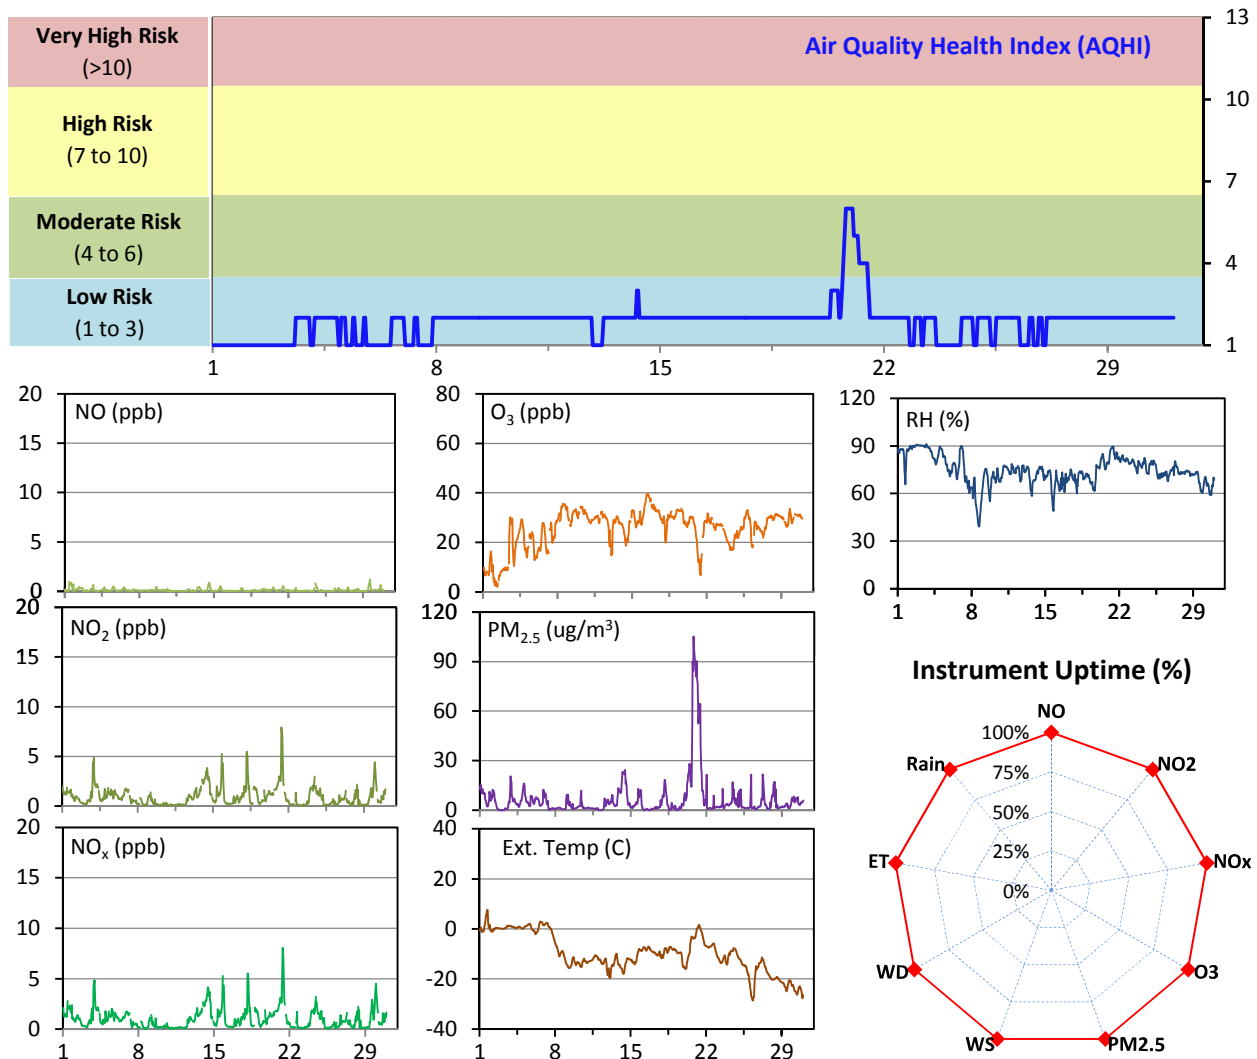 Very High Risk
(>10)
High Risk
(7 to 10)
Moderate Risk
(4 to 6)
Low Risk
(1 to 3)
Air Quality Health Index (AQHI)
13
10
7
4
1
1 8 15 22 29
NO (ppb)
20
15
10
5
0
O3 (ppb)
80
60
40
20
0
RH (%)
120
90
60
30
0
1 8 15 22 29
NO2 (ppb)
20
15
10
5
0
PM2.5 (ug/m³)
120
90
60
30
0
NOx (ppb)
20
15
10
5
0
1 8 15 22 29
Ext. Temp (C)
40
20
0
-20
-40
1 8 15 22 29
Instrument Uptime (%)
NO
NO2
NOx
O3
PM2.5
WS
WD
ET
Rain
100%
75%
50%
25%
0%